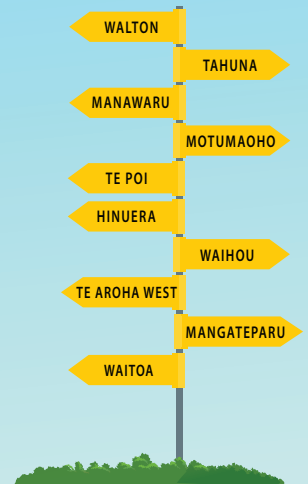 WALTON
TAHUNA
MANAWARU
MOTUMAOHO
TE POI
HINUERA
WAIHOU
TE AROHA WEST
MANGATEPARU
WAITOA